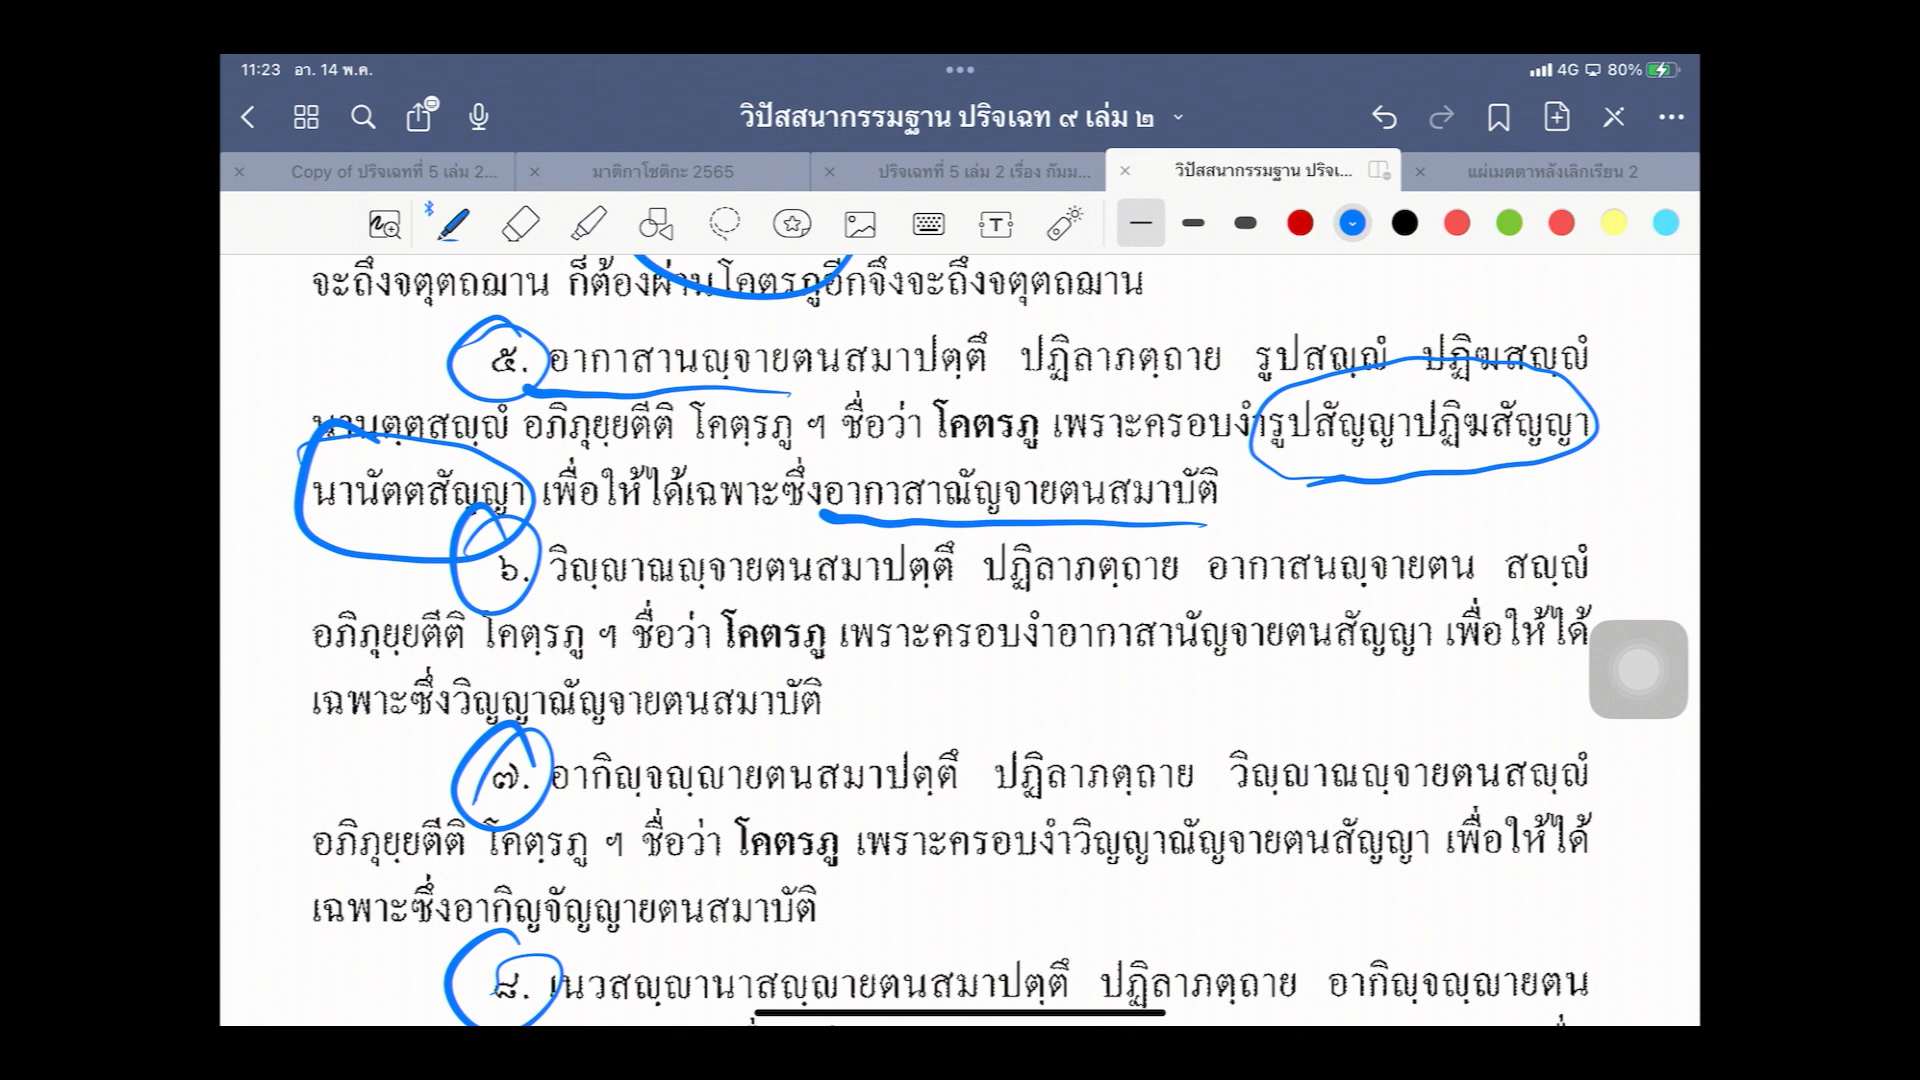 11:23 อา. 14 พ.ค.
4G 80%
วิปัสสนากรรมฐาน ปริจเฉท ๙ เล่ม ๒
Copy of ปริจเฉทที่ 5 เล่ม 2...
มาติกาโชติกะ 2565
ปริจเฉทที่ 5 เล่ม 2 เรื่อง กัมม...
วิปัสสนากรรมฐาน ปริจเ...
แผ่เมตตาหลังเลิกเรียน 2
จะถึงจตุตถฌาน ก็ต้องผ่านโคตรภูอีกจึงจะถึงจตุตถฌาน
๕. อากาสานญฺจายตนสมาปตฺตึ ปฏิลาภตฺถาย รูปสญฺญํ ปฏิฆสญฺญํ
นานตฺตสญฺญํ อภิภุยฺยตีติ โคตฺรภู ฯ ชื่อว่า โคตรภู เพราะครอบงำรูปสัญญาปฏิฆสัญญา
นานัตตสัญญา เพื่อให้ได้เฉพาะซึ่งอากาสาณัญจายตนสมาบัติ
๖. วิญฺญาณญฺจายตนสมาปตฺตึ ปฏิลาภตฺถาย อากาสนญฺจายตน สญฺญํ
อภิภุยฺยตีติ โคตฺรภู ฯ ชื่อว่า โคตรภู เพราะครอบงำอากาสานัญจายตนสัญญา เพื่อให้ได้
เฉพาะซึ่งวิญญาณัญจายตนสมาบัติ
๗. อากิญฺจญฺญายตนสมาปตฺตึ ปฏิลาภตฺถาย วิญฺญาณญฺจายตนสญฺญํ
อภิภุยฺยตีติ โคตฺรภู ฯ ชื่อว่า โคตรภู เพราะครอบงำวิญญาณัญจายตนสัญญา เพื่อให้ได้
เฉพาะซึ่งอากิญจัญญายตนสมาบัติ
๘. เนวสญฺญานาสญฺญายตนสมาปตฺตึ ปฏิลาภตฺถาย อากิญฺจญฺญายตน